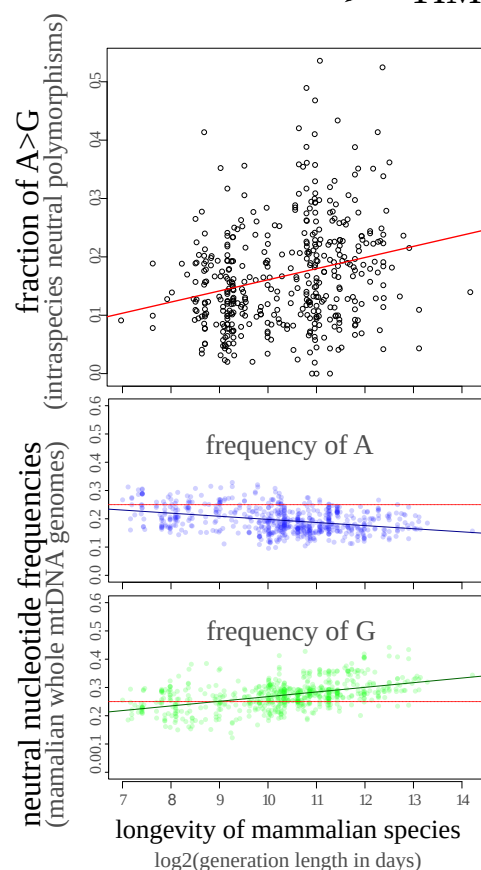 fraction of A>G
(intraspecies neutral polymorphisms)
0.5
0.4
0.3
0.2
0.1
0.0
neutral nucleotide frequencies
(mamalian whole mtDNA genomes)
frequency of A
0.6
0.5
0.4
0.3
0.2
0.1
0.0
frequency of G
0.6
0.5
0.4
0.3
0.2
0.1
0.0
7 8 9 10 11 12 13 14
longevity of mammalian species
log2(generation length in days)